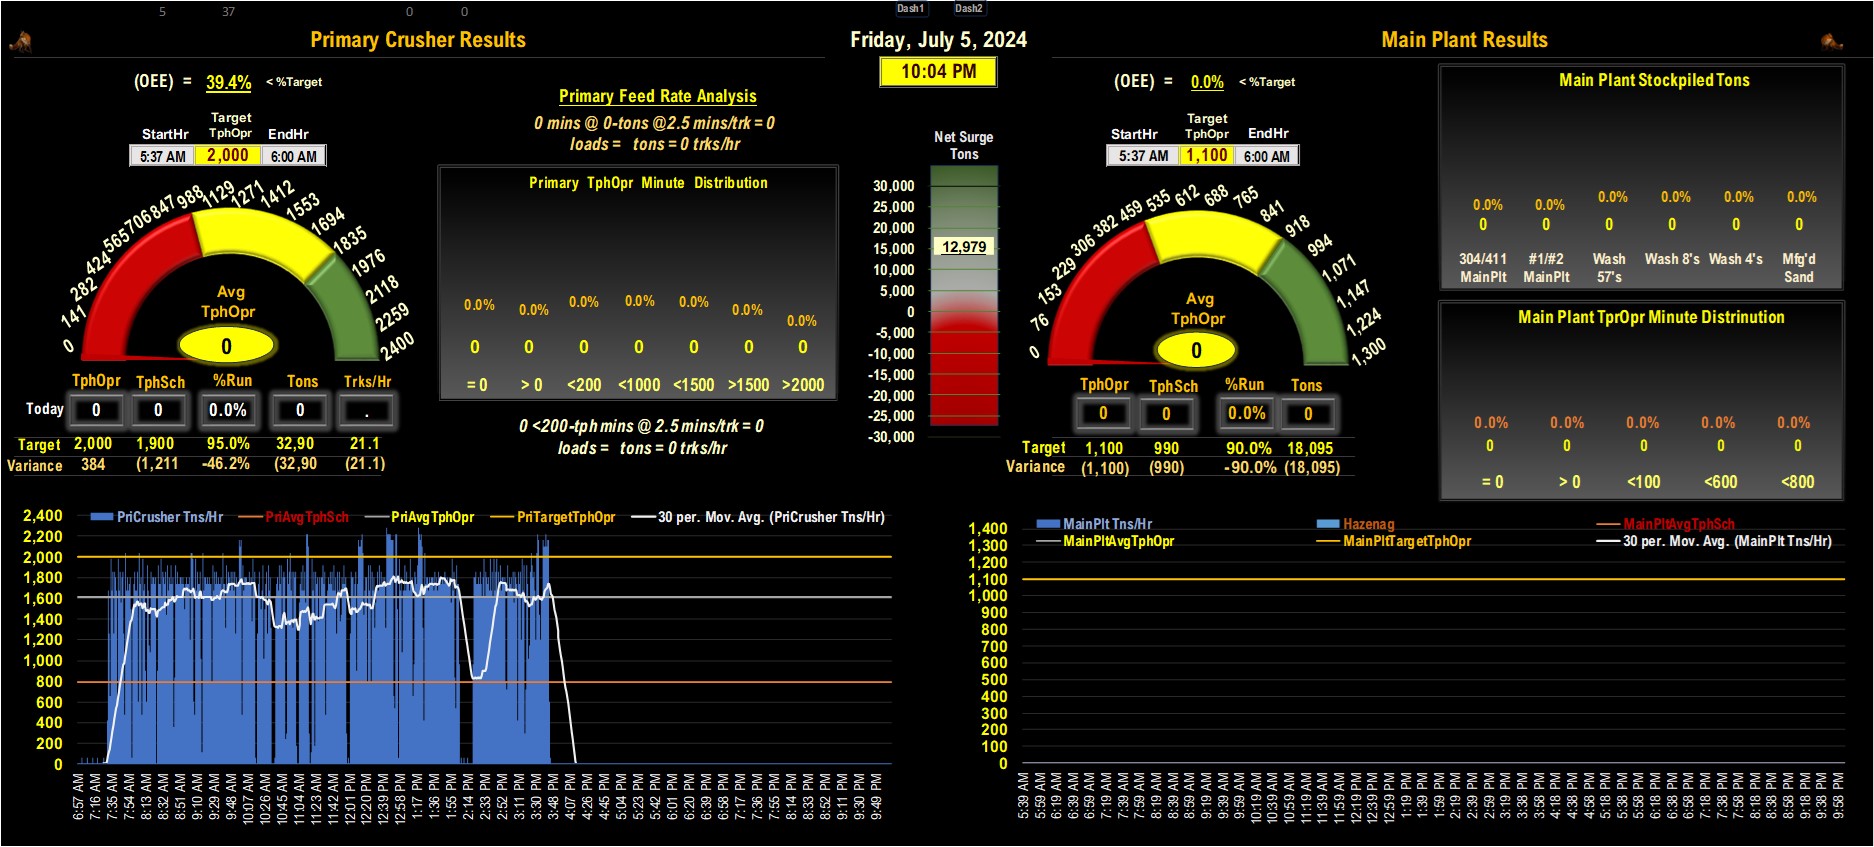 5 37 0 0 Dash1 Dash2
Primary Crusher Results
Friday, July 5, 2024
10:04 PM
Main Plant Results
(OEE) = 39.4% < %Target
StartHr Target TphOpr EndHr
5:37 AM 2,000 6:00 AM
0 141 282 424 565 706 847 988 1129 1271 1412 1553 1694 1835 1976 2118 2259 2400
Avg
TphOpr
0
TphOpr TphSch %Run Tons Trks/Hr
Today 0 0 0.0% 0 .
Target 2,000 1,900 95.0% 32,90 21.1
Variance 384 (1,211 -46.2% (32,90 (21.1)
Primary Feed Rate Analysis
0 mins @ 0-tons @2.5 mins/trk = 0
loads = tons = 0 trks/hr
Primary TphOpr Minute Distribution
0.0% 0.0% 0.0% 0.0% 0.0% 0.0% 0.0%
0 0 0 0 0 0 0
= 0 > 0 <200 <1000 <1500 >1500 >2000
0 <200-tph mins @ 2.5 mins/trk = 0
loads = tons = 0 trks/hr
Net Surge
Tons
30,000
25,000
20,000
15,000
12,979
10,000
5,000
0
-5,000
-10,000
-15,000
-20,000
-25,000
-30,000
(OEE) = 0.0% < %Target
StartHr Target TphOpr EndHr
5:37 AM 1,100 6:00 AM
0 76 153 229 306 382 459 535 612 688 765 841 918 994 1,071 1,147 1,224 1,300
Avg
TphOpr
0
TphOpr TphSch %Run Tons
0 0 0.0% 0
Target 1,100 990 90.0% 18,095
Variance (1,100) (990) -90.0% (18,095)
Main Plant Stockpiled Tons
0.0% 0.0% 0.0% 0.0% 0.0% 0.0%
0 0 0 0 0 0
304/411 #1/#2 Wash Wash 8's Wash 4's Mfg'd
MainPlt MainPlt 57's Sand
Main Plant TprOpr Minute Distrinution
0.0% 0.0% 0.0% 0.0% 0.0%
0 0 0 0 0
= 0 > 0 <100 <600 <800
PriCrusher Tns/Hr PriAvgTphSch PriAvgTphOpr PriTargetTphOpr 30 per. Mov. Avg. (PriCrusher Tns/Hr)
2,400
2,200
2,000
1,800
1,600
1,400
1,200
1,000
800
600
400
200
0
6:57 AM 7:16 AM 7:35 AM 7:54 AM 8:13 AM 8:32 AM 8:51 AM 9:10 AM 9:29 AM 9:48 AM 10:07 AM 10:26 AM 10:45 AM 11:04 AM 11:23 AM 11:42 AM 12:01 PM 12:20 PM 12:39 PM 12:58 PM 1:17 PM 1:36 PM 1:55 PM 2:14 PM 2:33 PM 2:52 PM 3:11 PM 3:30 PM 3:48 PM 4:07 PM 4:26 PM 4:45 PM 5:04 PM 5:23 PM 5:42 PM 6:01 PM 6:20 PM 6:39 PM 6:58 PM 7:17 PM 7:36 PM 7:55 PM 8:14 PM 8:33 PM 8:52 PM 9:11 PM 9:30 PM 9:49 PM
MainPlt Tns/Hr Hazenag MainPltAvgTphSch
MainPltAvgTphOpr MainPltTargetTphOpr 30 per. Mov. Avg. (MainPlt Tns/Hr)
1,400
1,300
1,200
1,100
1,000
900
800
700
600
500
400
300
200
100
0
5:39 AM 5:59 AM 6:19 AM 6:39 AM 6:59 AM 7:19 AM 7:39 AM 7:59 AM 8:19 AM 8:39 AM 8:59 AM 9:19 AM 9:39 AM 9:59 AM 10:19 AM 10:39 AM 10:59 AM 11:19 AM 11:39 AM 11:59 AM 12:19 PM 12:39 PM 12:59 PM 1:19 PM 1:39 PM 1:59 PM 2:19 PM 2:39 PM 2:59 PM 3:19 PM 3:38 PM 3:58 PM 4:18 PM 4:38 PM 4:58 PM 5:18 PM 5:38 PM 5:58 PM 6:18 PM 6:38 PM 6:58 PM 7:18 PM 7:38 PM 7:58 PM 8:18 PM 8:38 PM 8:58 PM 9:18 PM 9:38 PM 9:58 PM